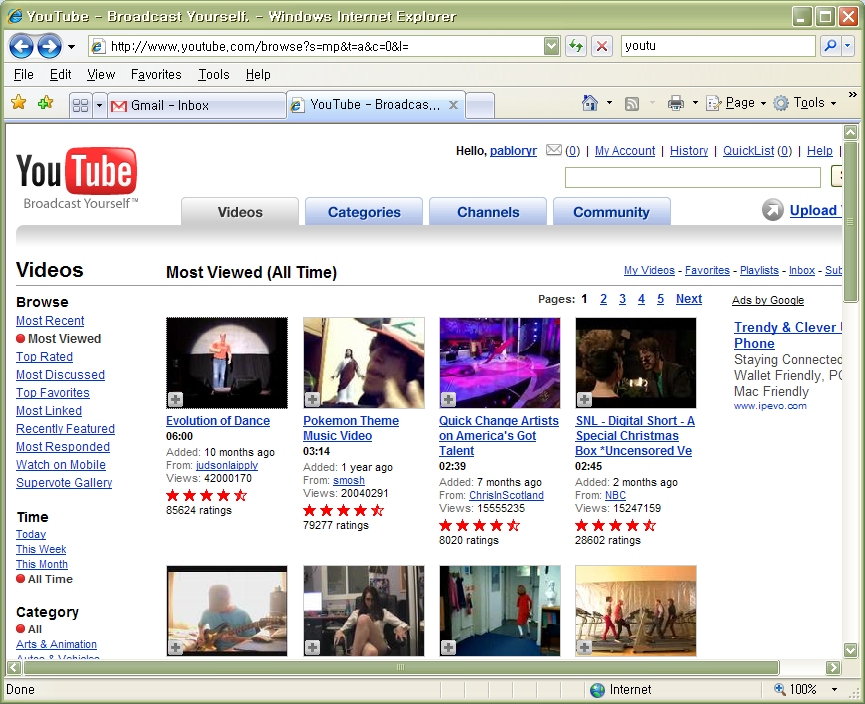 YouTube - Broadcast Yourself. - Windows Internet Explorer
http://www.youtube.com/browse?s=mp&t=a&c=0&l=
youtu
File Edit View Favorites Tools Help
Gmail - Inbox
YouTube - Broadcas...
Page
Tools
Hello, pabloryr (0) | My Account | History | QuickList (0) | Help |
YouTube
Broadcast Yourself™
Videos Categories Channels Community
Upload
Videos
Most Viewed (All Time)
My Videos - Favorites - Playlists - Inbox - Sub
Browse
Most Recent
Most Viewed
Top Rated
Most Discussed
Top Favorites
Most Linked
Recently Featured
Most Responded
Watch on Mobile
Supervote Gallery
Time
Today
This Week
This Month
All Time
Category
All
Arts & Animation
Autos & Vehicles
Pages: 1 2 3 4 5 Next
Evolution of Dance
06:00
Added: 10 months ago
From: judsonlaipply
Views: 42000170
85624 ratings
Pokemon Theme
Music Video
03:14
Added: 1 year ago
From: smosh
Views: 20040291
79277 ratings
Quick Change Artists
on America's Got
Talent
02:39
Added: 7 months ago
From: ChrisInScotland
Views: 15555235
8020 ratings
SNL - Digital Short - A
Special Christmas
Box *Uncensored Ve
02:45
Added: 2 months ago
From: NBC
Views: 15247159
28602 ratings
Ads by Google
Trendy & Clever
Phone
Staying Connected
Wallet Friendly, PC
Mac Friendly
www.ipevo.com
Done
Internet
100%